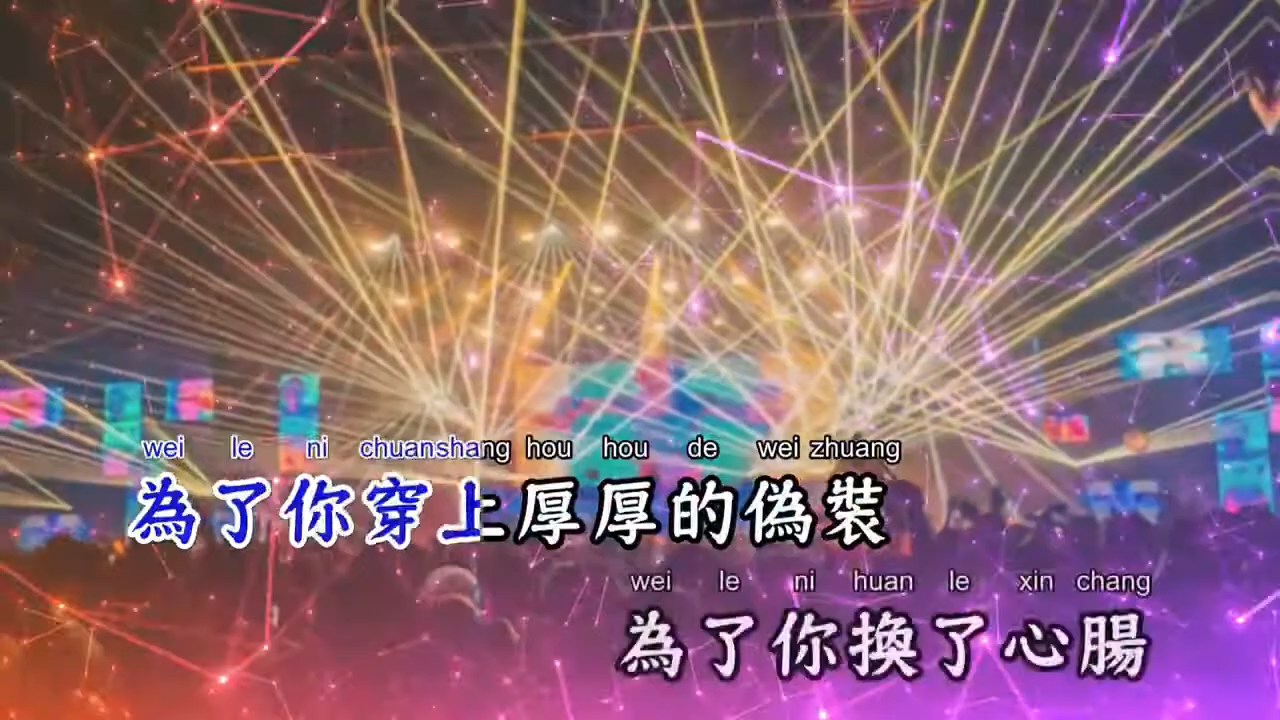 wei le ni chuanshang hou hou de wei zhuang
為了你穿上厚厚的偽裝
wei le ni huan le xin chang
為了你換了心腸